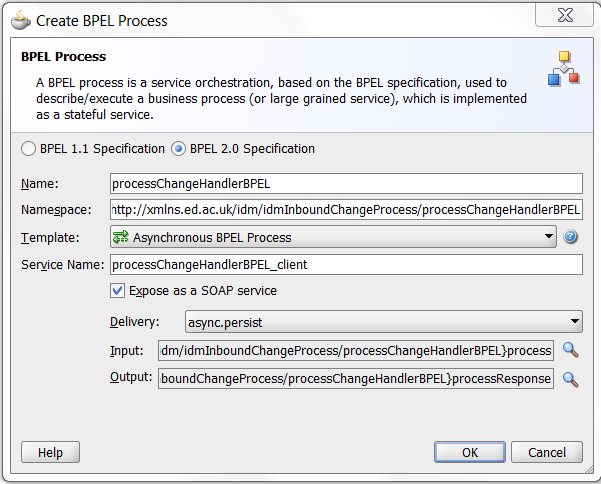 Create BPEL Process
BPEL Process
A BPEL process is a service orchestration, based on the BPEL specification, used to
describe/execute a business process (or large grained service), which is implemented
as a stateful service.
BPEL 1.1 Specification BPEL 2.0 Specification
Name: processChangeHandlerBPEL
Namespace: http://xmlns.ed.ac.uk/idm/idmInboundChangeProcess/processChangeHandlerBPEL
Template: Asynchronous BPEL Process
Service Name: processChangeHandlerBPEL_client
Expose as a SOAP service
Delivery: async.persist
Input: dm/idmInboundChangeProcess/processChangeHandlerBPEL}process
Output: boundChangeProcess/processChangeHandlerBPEL}processResponse
Help OK Cancel